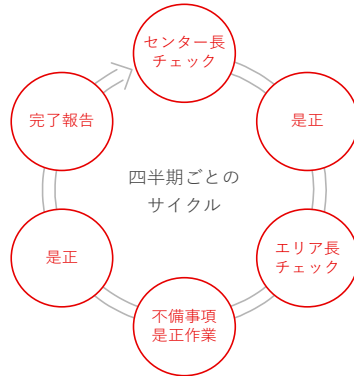 センター長
チェック
是正
エリア長
チェック
不備事項
是正作業
是正
完了報告
四半期ごとの
サイクル